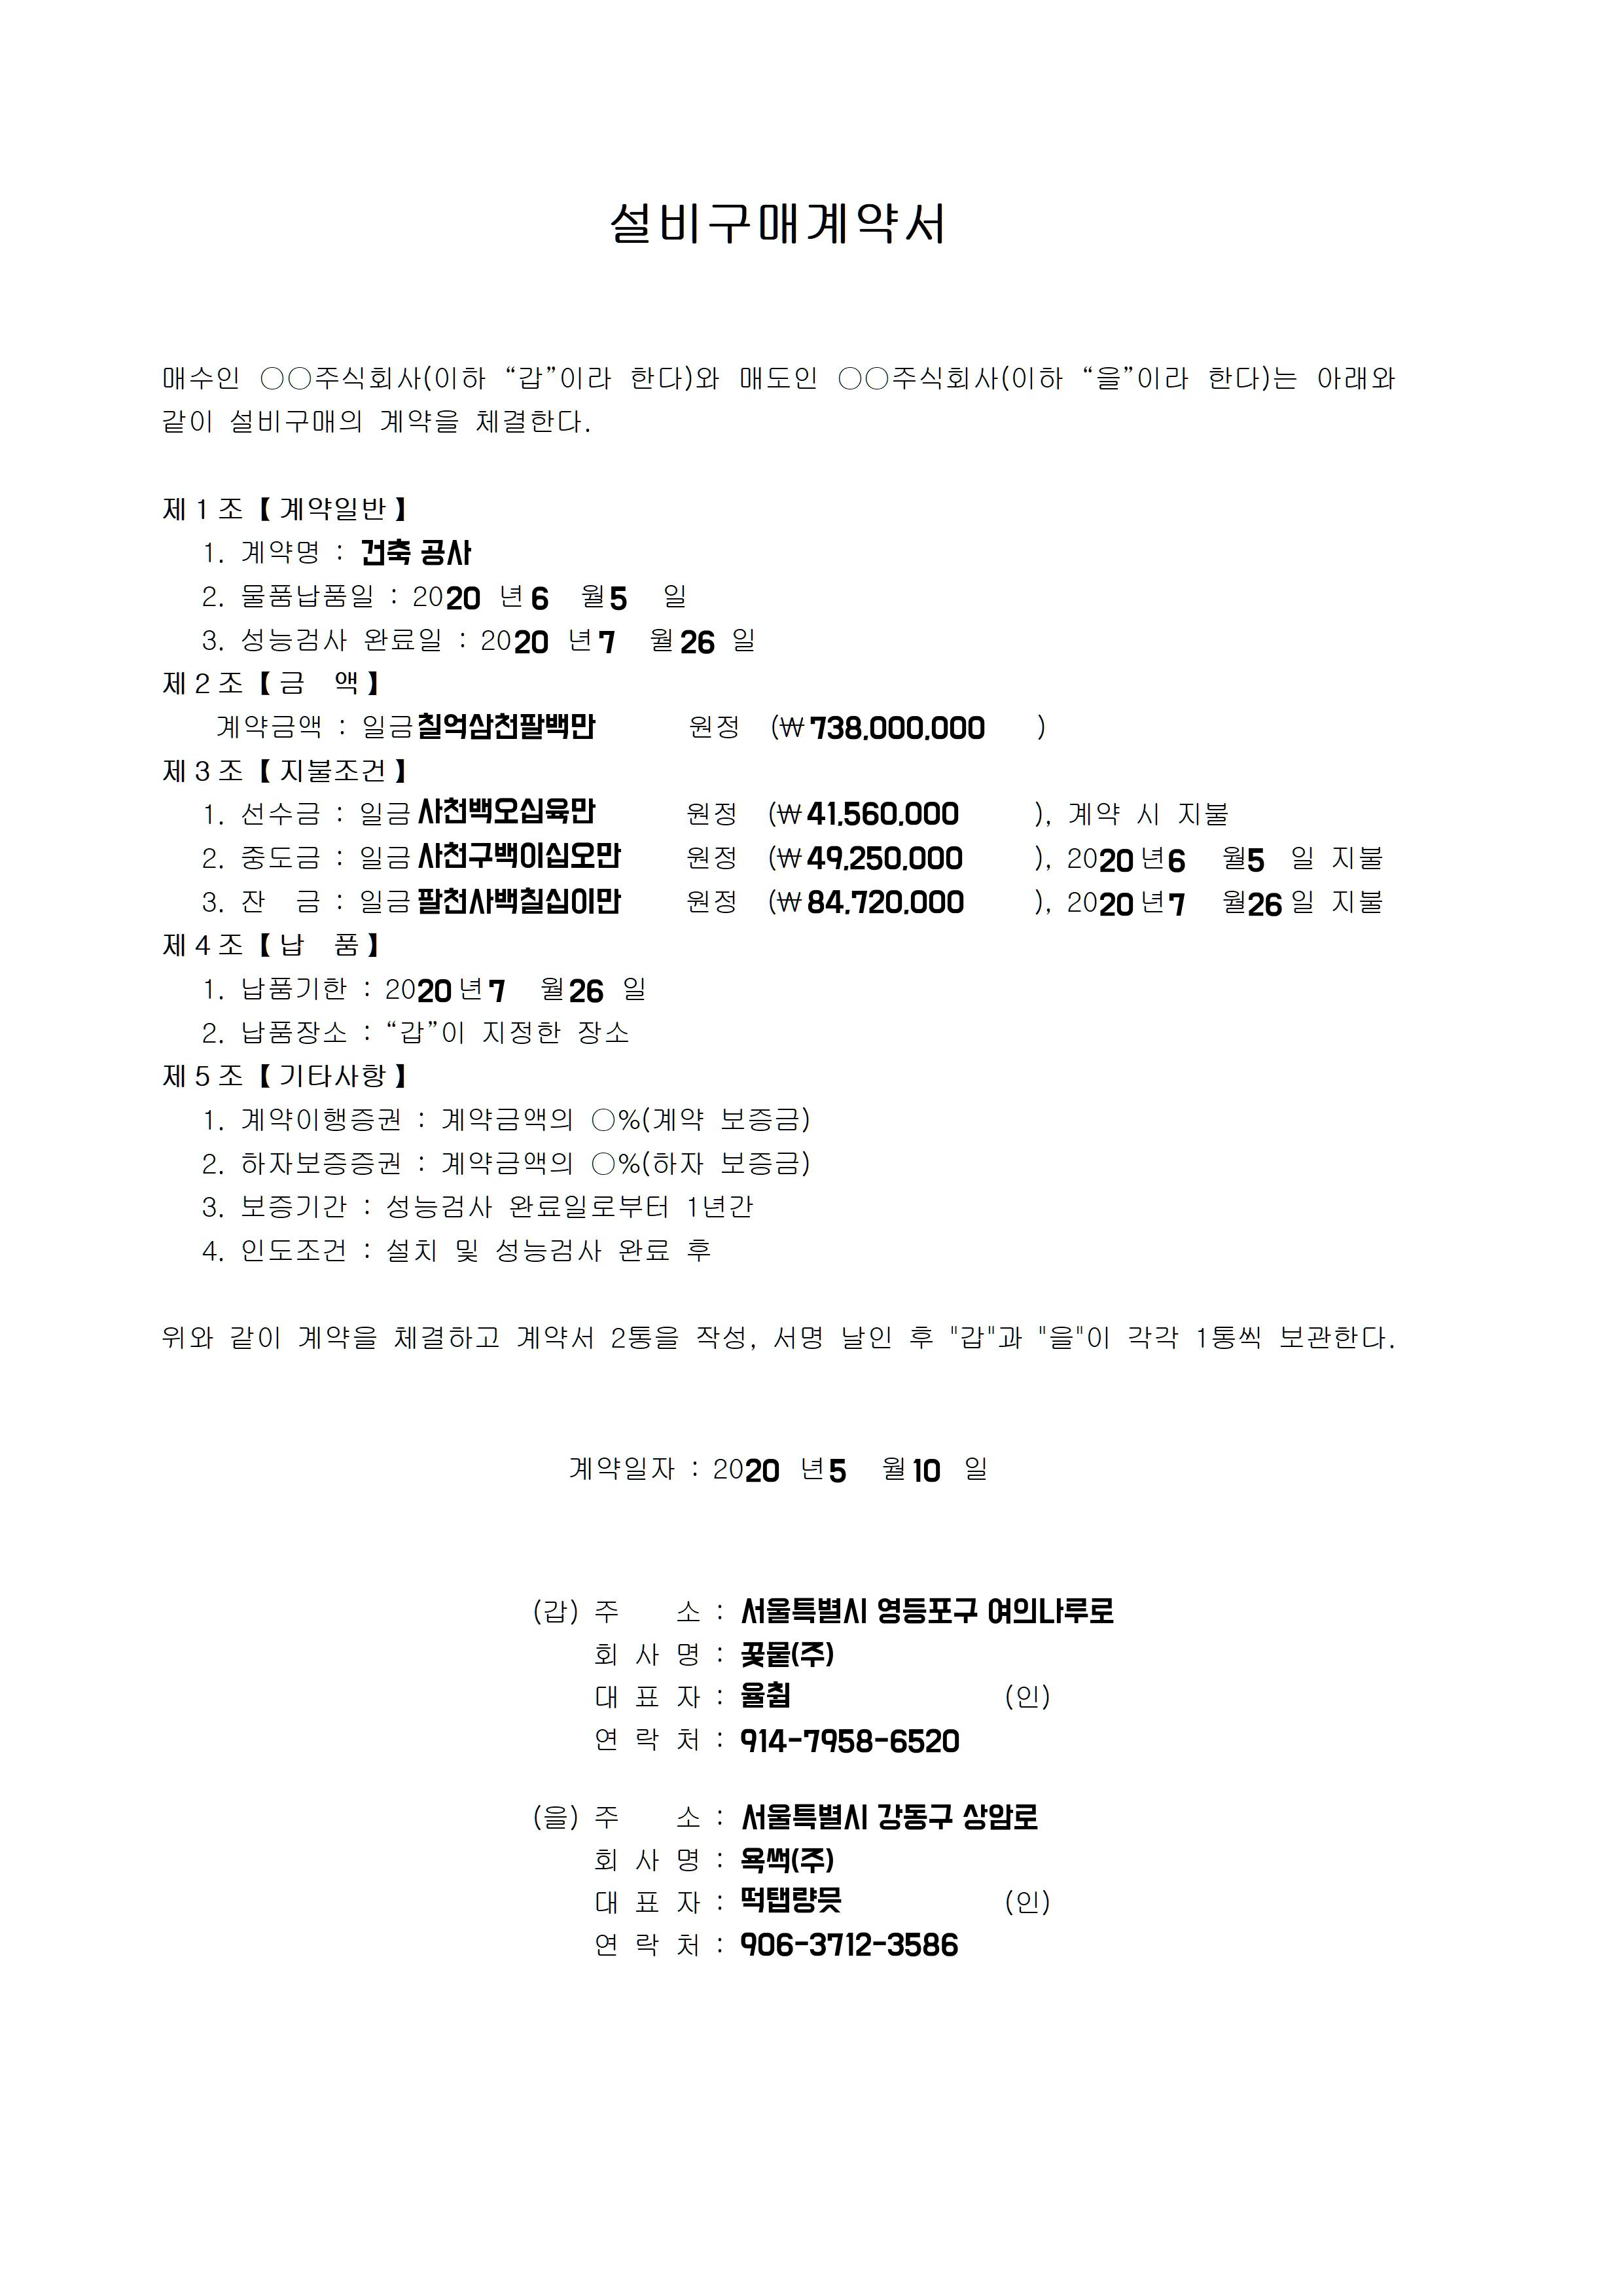 설비구매계약서
매수인 ○○주식회사(이하 “갑”이라 한다)와 매도인 ○○주식회사(이하 “을”이라 한다)는 아래와
같이 설비구매의 계약을 체결한다.
제 1 조【 계약일반 】
1. 계약명 : 건축 공사
2. 물품납품일 : 2020 년 6 월 5 일
3. 성능검사 완료일 : 2020 년 7 월 26 일
제 2 조【 금 액 】
계약금액 : 일금 칠억삼천팔백만 원정 (₩738,000,000 )
제 3 조【 지불조건 】
1. 선수금 : 일금 사천백오십육만 원정 (₩41,560,000 ), 계약 시 지불
2. 중도금 : 일금 사천구백이십오만 원정 (₩49,250,000 ), 2020 년 6 월 5 일 지불
3. 잔 금 : 일금 팔천사백칠십이만 원정 (₩84,720,000 ), 2020 년 7 월 26 일 지불
제 4 조【 납 품 】
1. 납품기한 : 2020 년 7 월 26 일
2. 납품장소 : “갑”이 지정한 장소
제 5 조【 기타사항 】
1. 계약이행증권 : 계약금액의 ○%(계약 보증금)
2. 하자보증증권 : 계약금액의 ○%(하자 보증금)
3. 보증기간 : 성능검사 완료일로부터 1년간
4. 인도조건 : 설치 및 성능검사 완료 후
위와 같이 계약을 체결하고 계약서 2통을 작성, 서명 날인 후 "갑"과 "을"이 각각 1통씩 보관한다.
계약일자 : 2020 년 5 월 10 일
(갑) 주 소 : 서울특별시 영등포구 여의나루로
회 사 명 : 꽃뭍(주)
대 표 자 : (인)
연 락 처 : 914-7958-6520
(을) 주 소 : 서울특별시 강동구 상암로
회 사 명 : 욕썩(주)
대 표 자 : 떡탭량믓 (인)
연 락 처 : 906-3712-3586